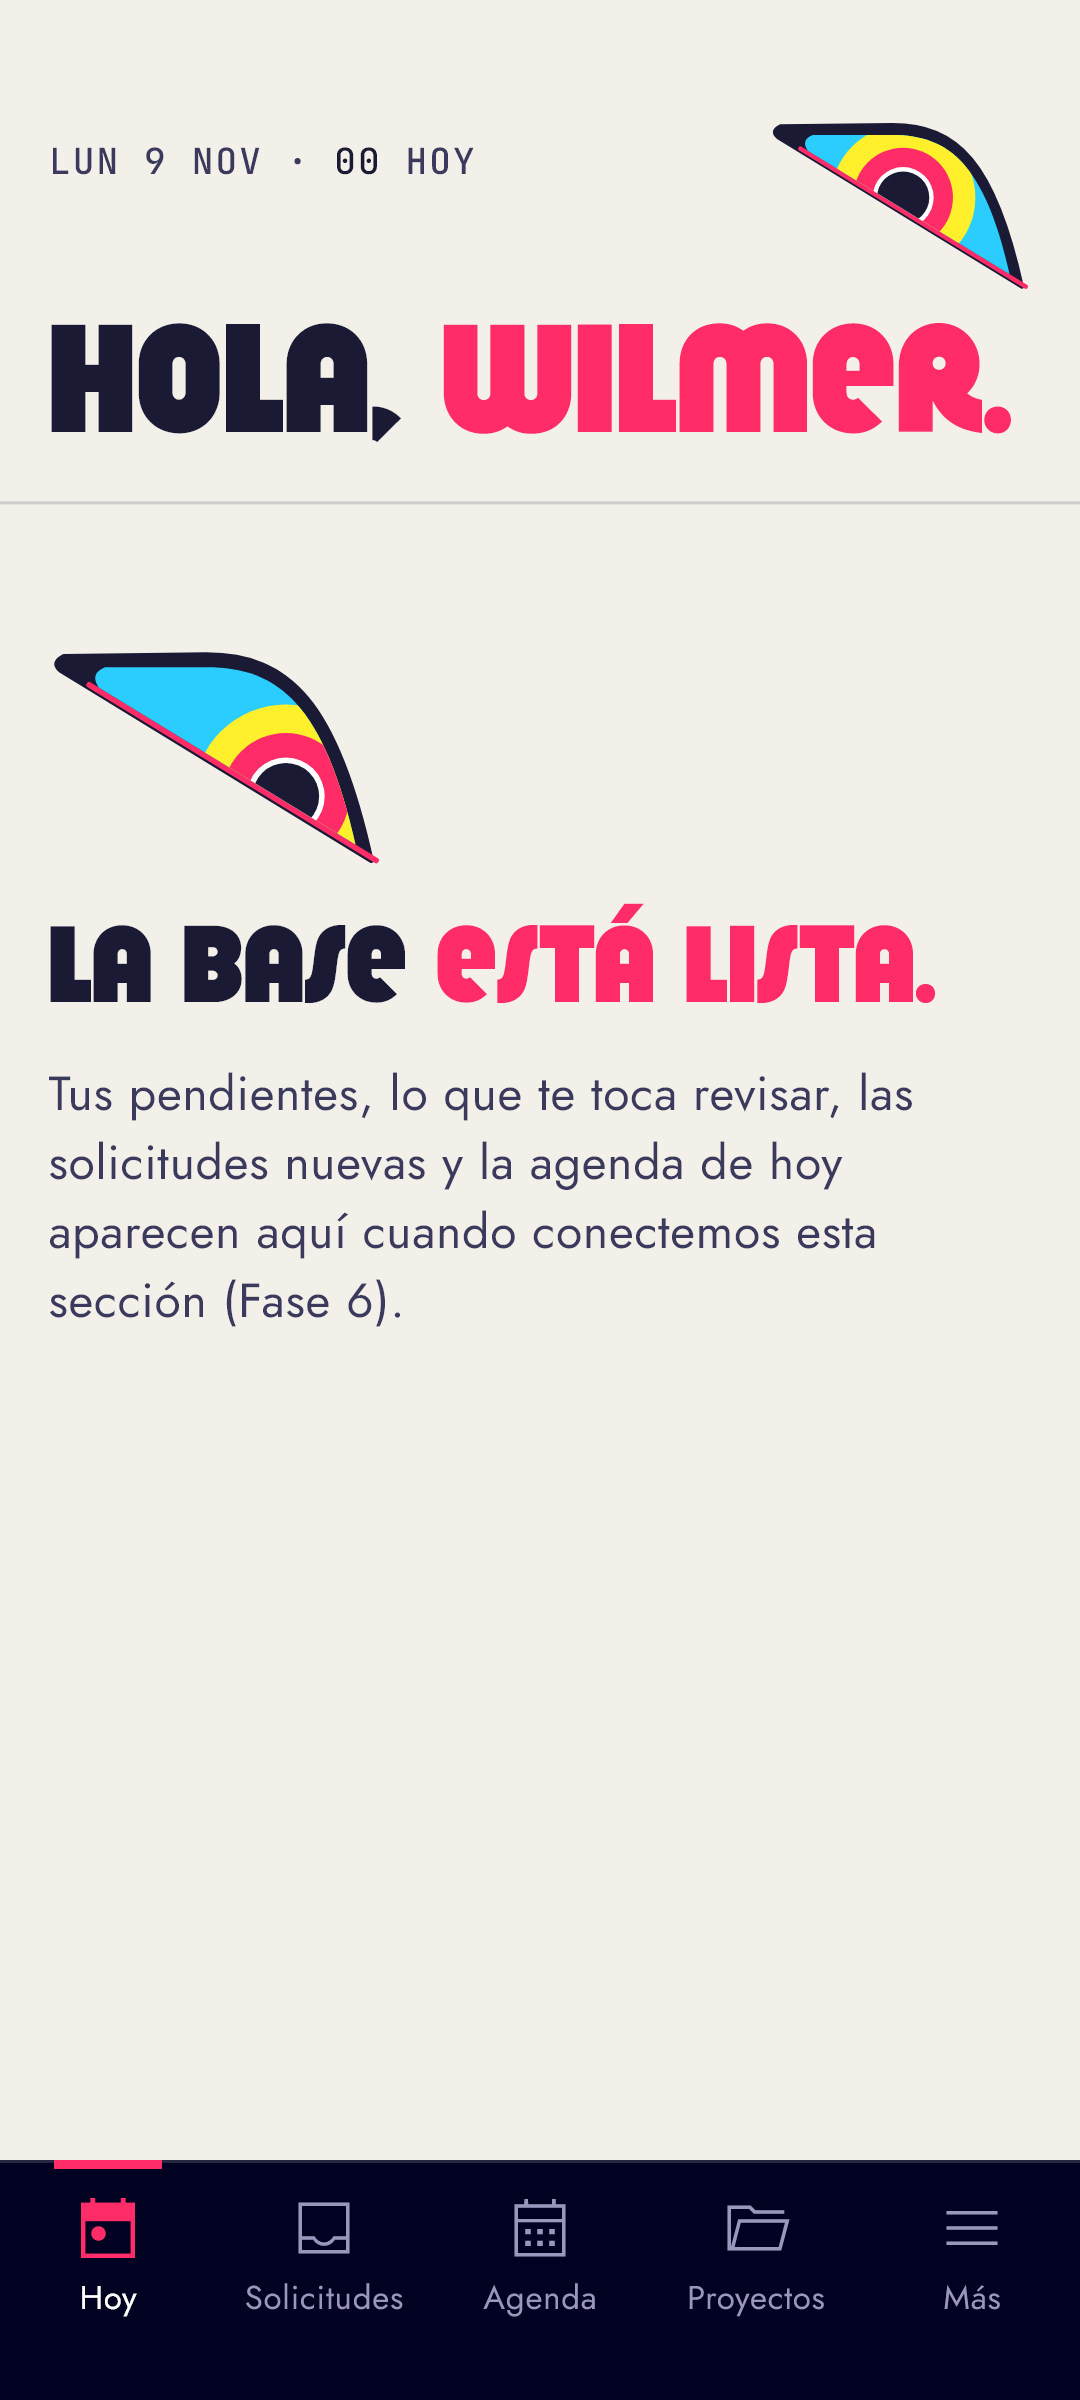 LUN 9 NOV · 00 HOY
HOLA, WILMER.
LA BASE ESTÁ LISTA.
Tus pendientes, lo que te toca revisar, las
solicitudes nuevas y la agenda de hoy
aparecen aquí cuando conectemos esta
sección (Fase 6).
Hoy
Solicitudes
Agenda
Proyectos
Más